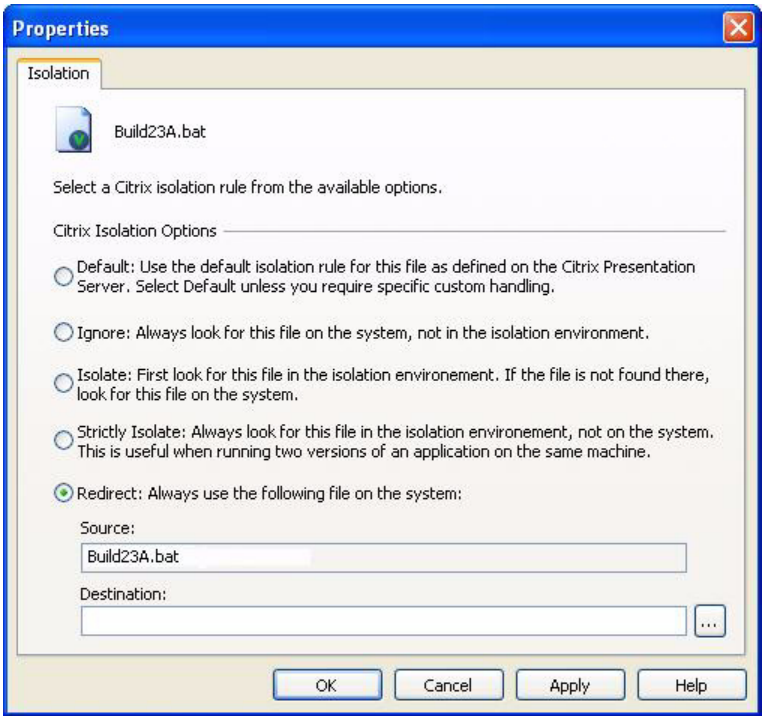 Properties
Isolation
Build23A.bat
Select a Citrix isolation rule from the available options.
Citrix Isolation Options
Default: Use the default isolation rule for this file as defined on the Citrix Presentation
Server. Select Default unless you require specific custom handling.
Ignore: Always look for this file on the system, not in the isolation environment.
Isolate: First look for this file in the isolation environement. If the file is not found there,
look for this file on the system.
Strictly Isolate: Always look for this file in the isolation environement, not on the system.
This is useful when running two versions of an application on the same machine.
Redirect: Always use the following file on the system:
Source:
Build23A.bat
Destination:
...
OK Cancel Apply Help